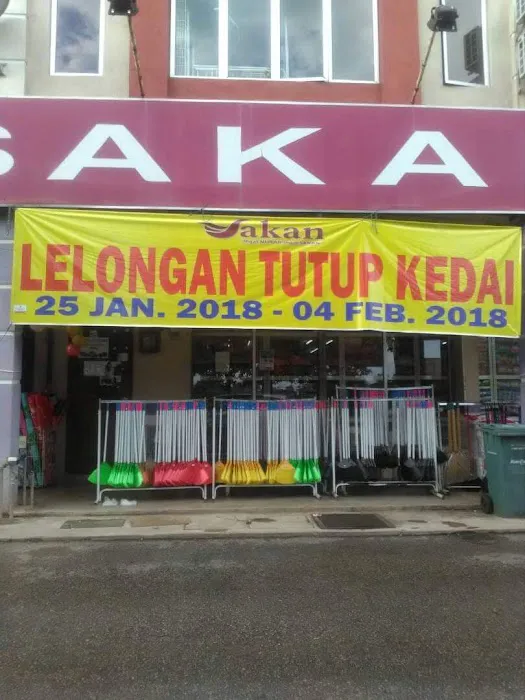 SAKA
Sakan
LELONGAN TUTUP KEDAI
25 JAN. 2018 - 04 FEB. 2018